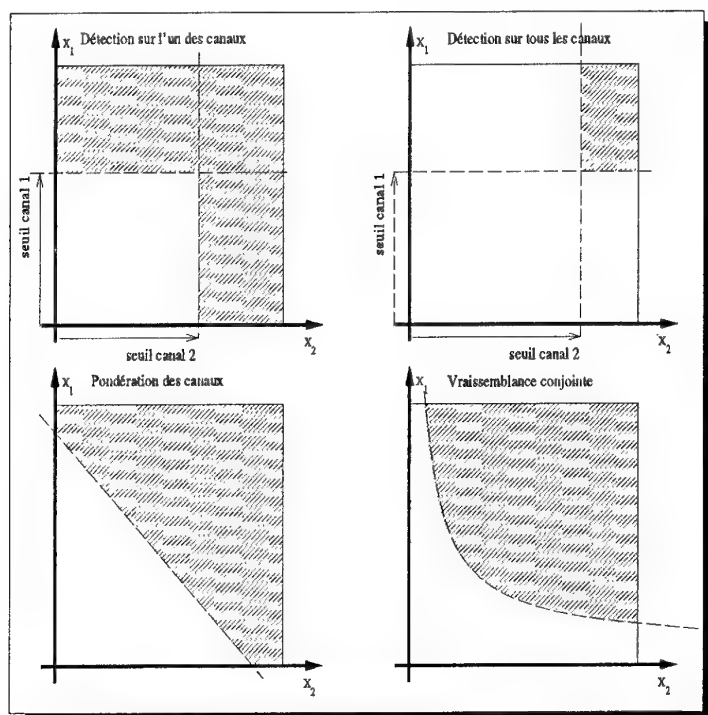 X1
Détection sur l'un des canaux
seuil canal 1
X2
seuil canal 2
X1
Détection sur tous les canaux
seuil canal 1
X2
seuil canal 2
X1
Pondération des canaux
X2
X1
Vraissemblance conjointe
X2